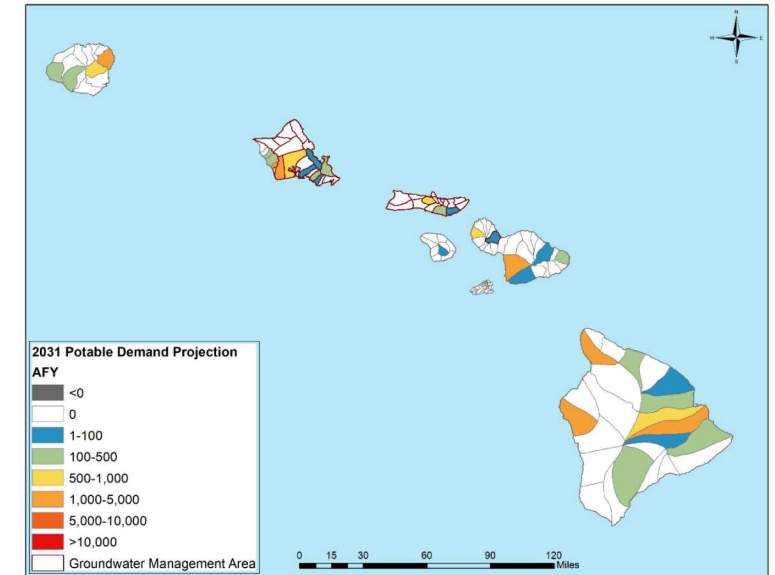 N
W E
S
2031 Potable Demand Projection
AFY
<0
0
1-100
100-500
500-1,000
1,000-5,000
5,000-10,000
>10,000
Groundwater Management Area
0 15 30 60 90 120
Miles